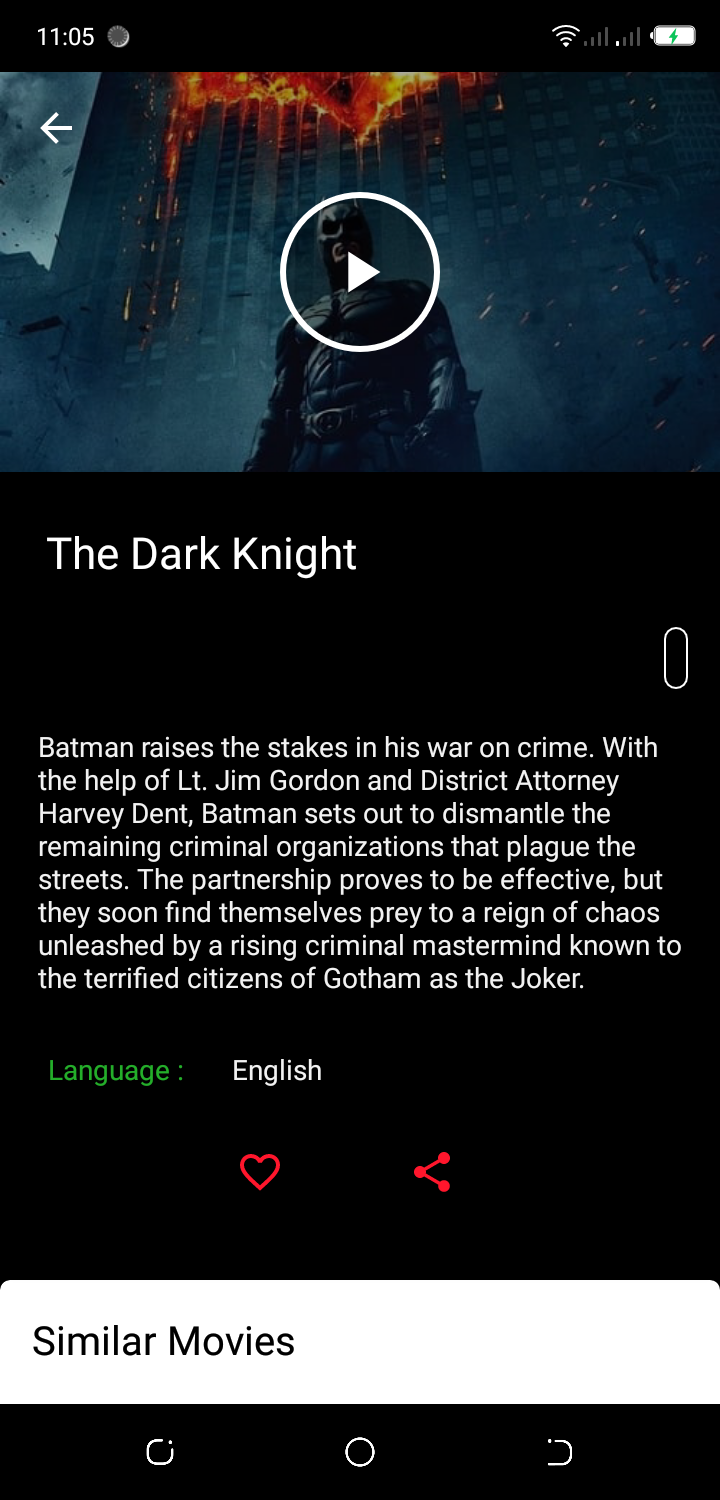 11:05
The Dark Knight
Batman raises the stakes in his war on crime. With
the help of Lt. Jim Gordon and District Attorney
Harvey Dent, Batman sets out to dismantle the
remaining criminal organizations that plague the
streets. The partnership proves to be effective, but
they soon find themselves prey to a reign of chaos
unleashed by a rising criminal mastermind known to
the terrified citizens of Gotham as the Joker.
Language : English
Similar Movies